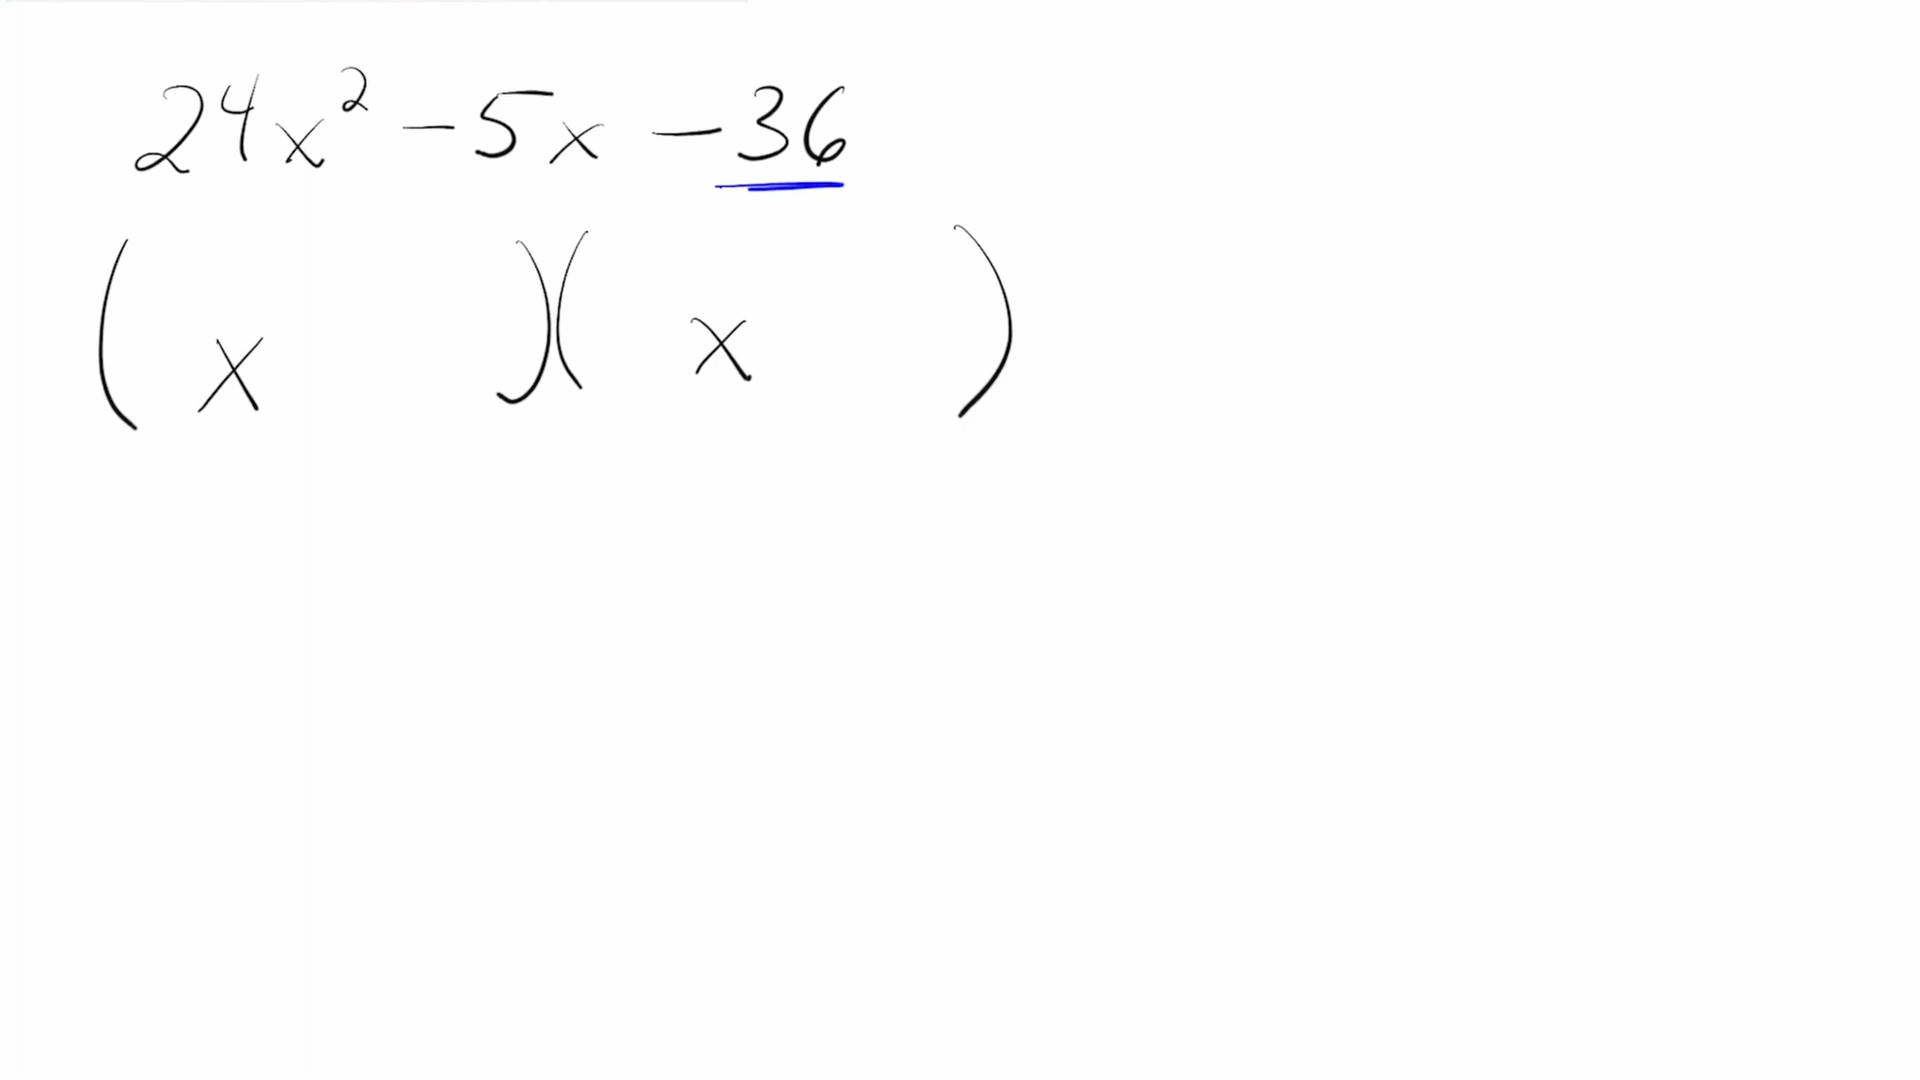 24x² - 5x - 36
( x )( x )